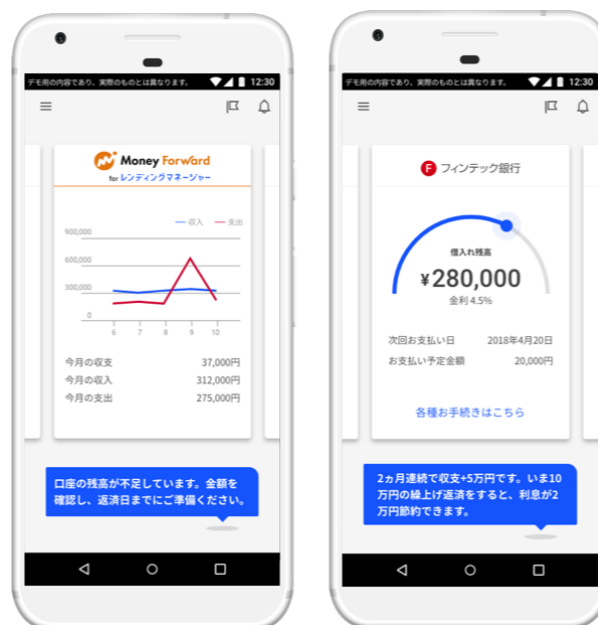 デモ用の内容であり、実際のものとは異なります。 12:30
Money Forward
for レンディングマネージャー
収入 支出
900,000
600,000
300,000
0
6 7 8 9 10
今月の収支 37,000円
今月の収入 312,000円
今月の支出 275,000円
口座の残高が不足しています。金額を
確認し、返済日までにご準備ください。
デモ用の内容であり、実際のものとは異なります。 12:30
F フィンテック銀行
借入れ残高
¥280,000
金利 4.5%
次回お支払い日 2018年4月20日
お支払い予定金額 20,000円
各種お手続きはこちら
2ヵ月連続で収支+5万円です。いま10
万円の繰上げ返済をすると、利息が2
万円節約できます。